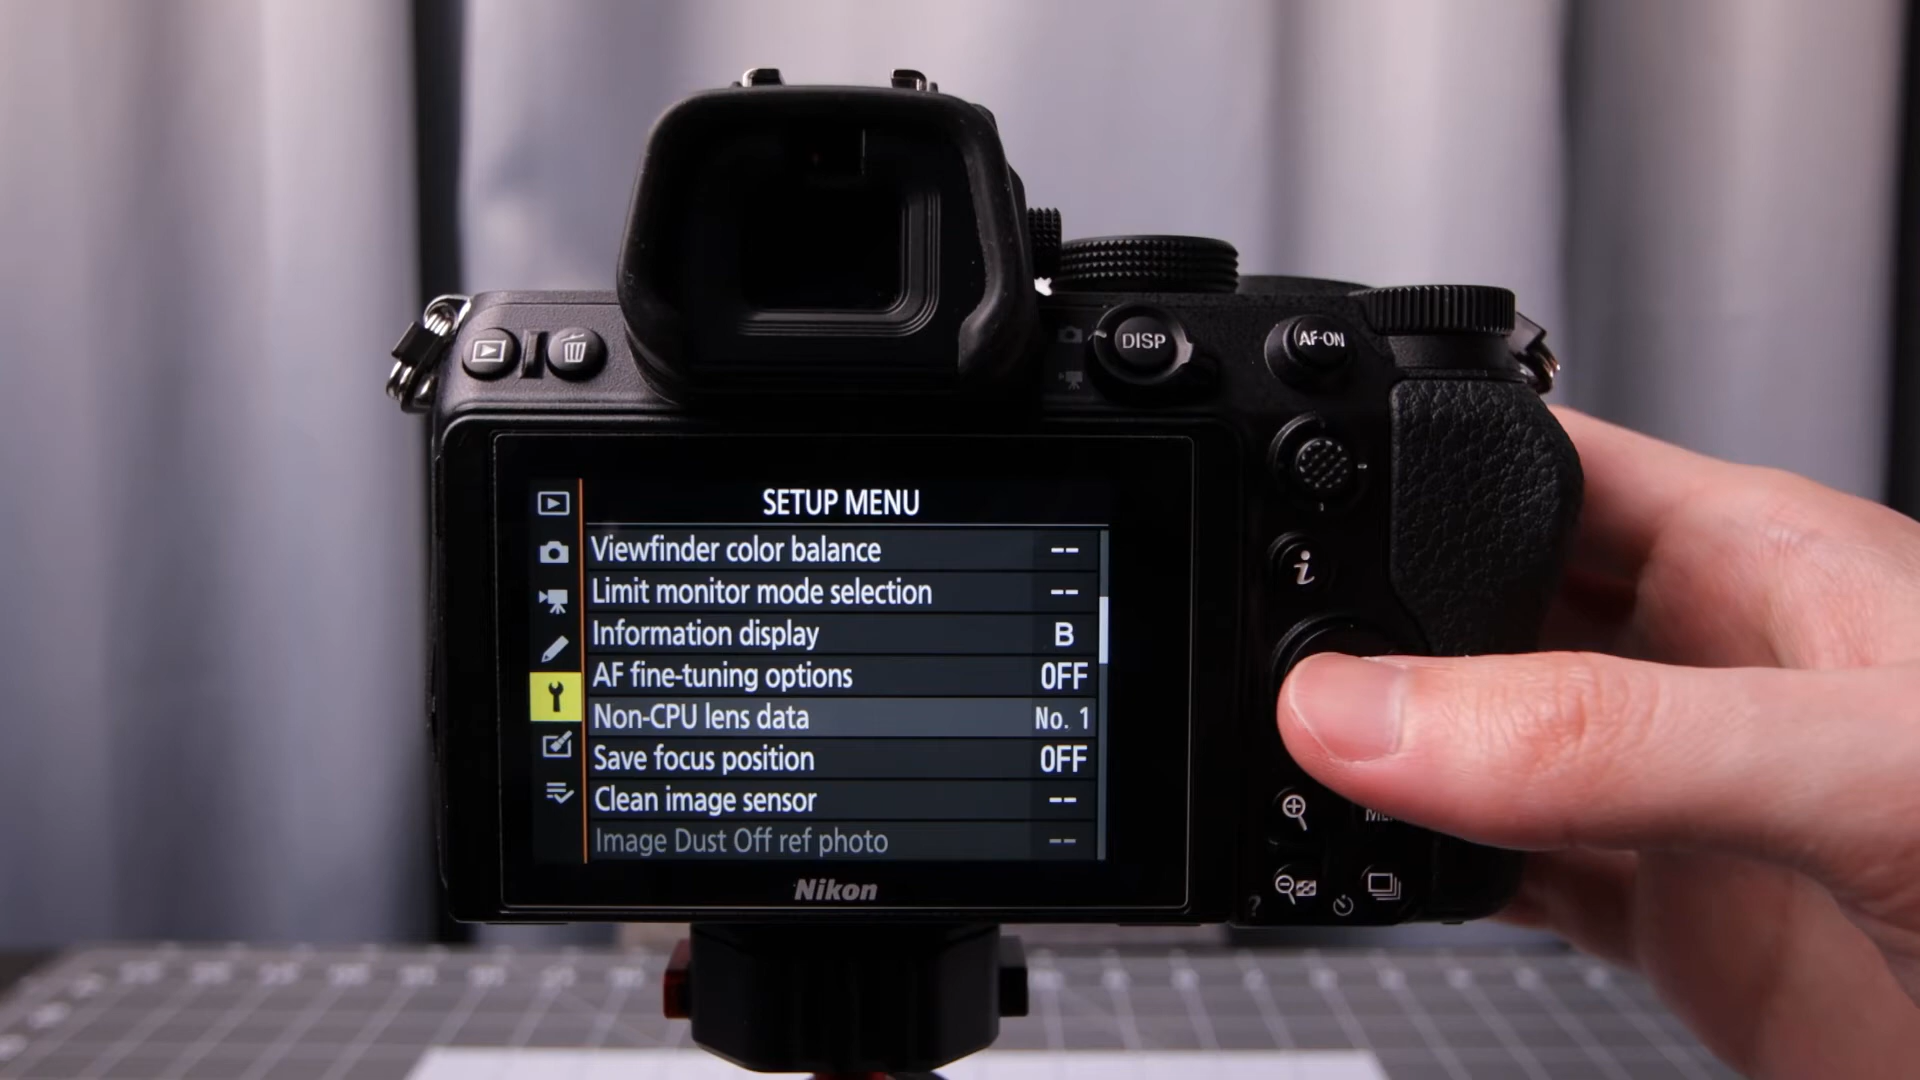 DISP
AF-ON
SETUP MENU
Viewfinder color balance --
Limit monitor mode selection --
Information display B
AF fine-tuning options OFF
Non-CPU lens data No. 1
Save focus position OFF
Clean image sensor --
Image Dust Off ref photo --
i
Nikon
?